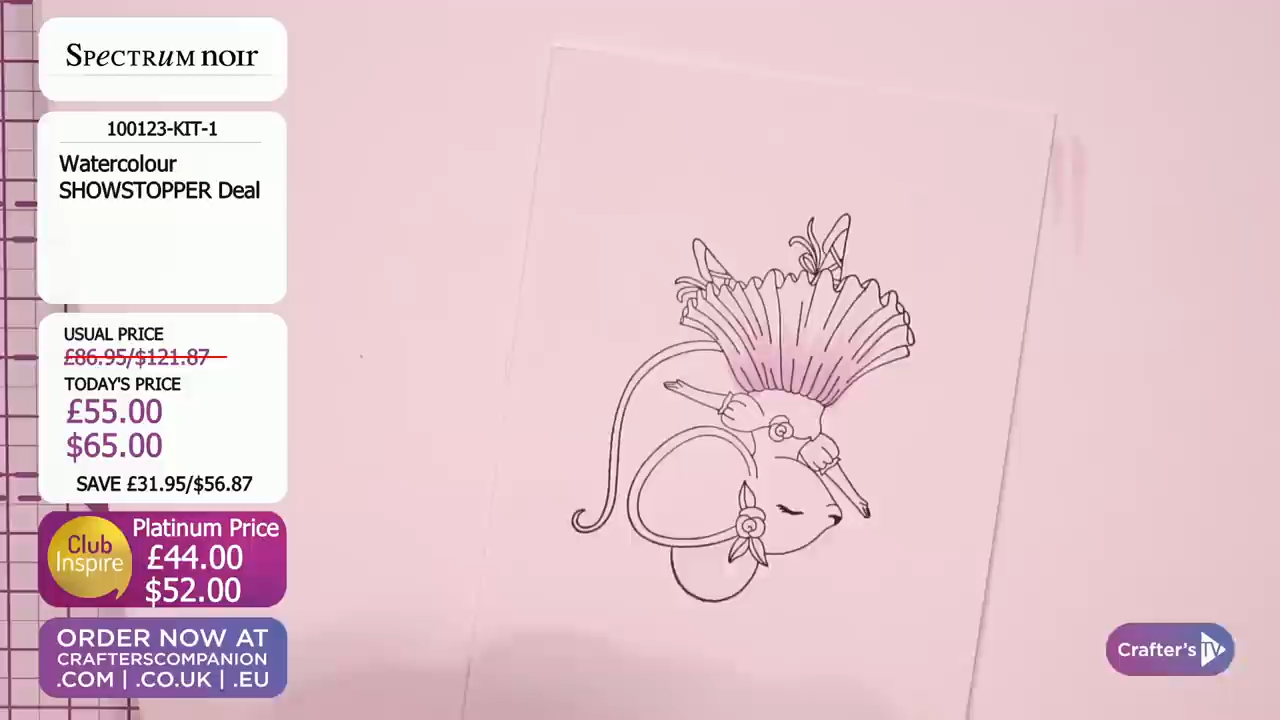 SPECTRUM NOIR
100123-KIT-1
Watercolour
SHOWSTOPPER Deal
USUAL PRICE
£86.95/$121.87
TODAY'S PRICE
£55.00
$65.00
SAVE £31.95/$56.87
Club
Inspire
Platinum Price
£44.00
$52.00
ORDER NOW AT
CRAFTERSCOMPANION
.COM | .CO.UK | .EU
Crafter's TV